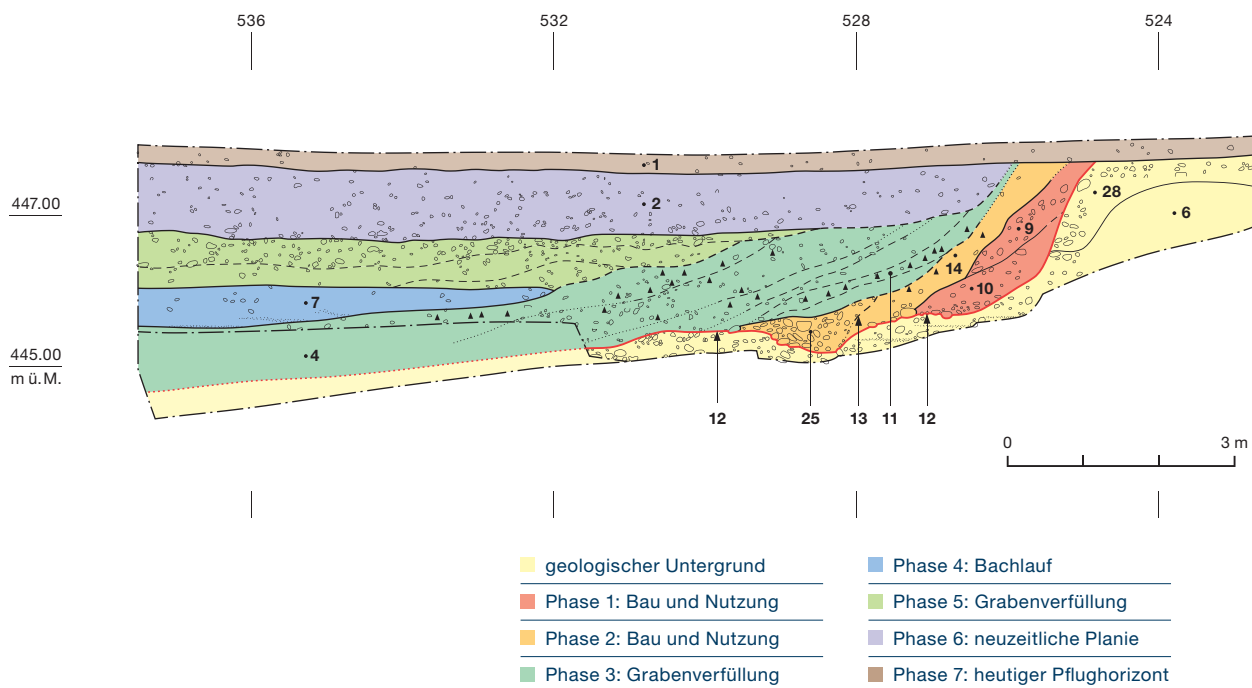 536 532 528 524
1
2
447.00
28
6
9
14
10
7
4
445.00
m ü.M.
12 25 13 11 12
0 3 m
geologischer Untergrund
Phase 1: Bau und Nutzung
Phase 2: Bau und Nutzung
Phase 3: Grabenverfüllung
Phase 4: Bachlauf
Phase 5: Grabenverfüllung
Phase 6: neuzeitliche Planie
Phase 7: heutiger Pflughorizont